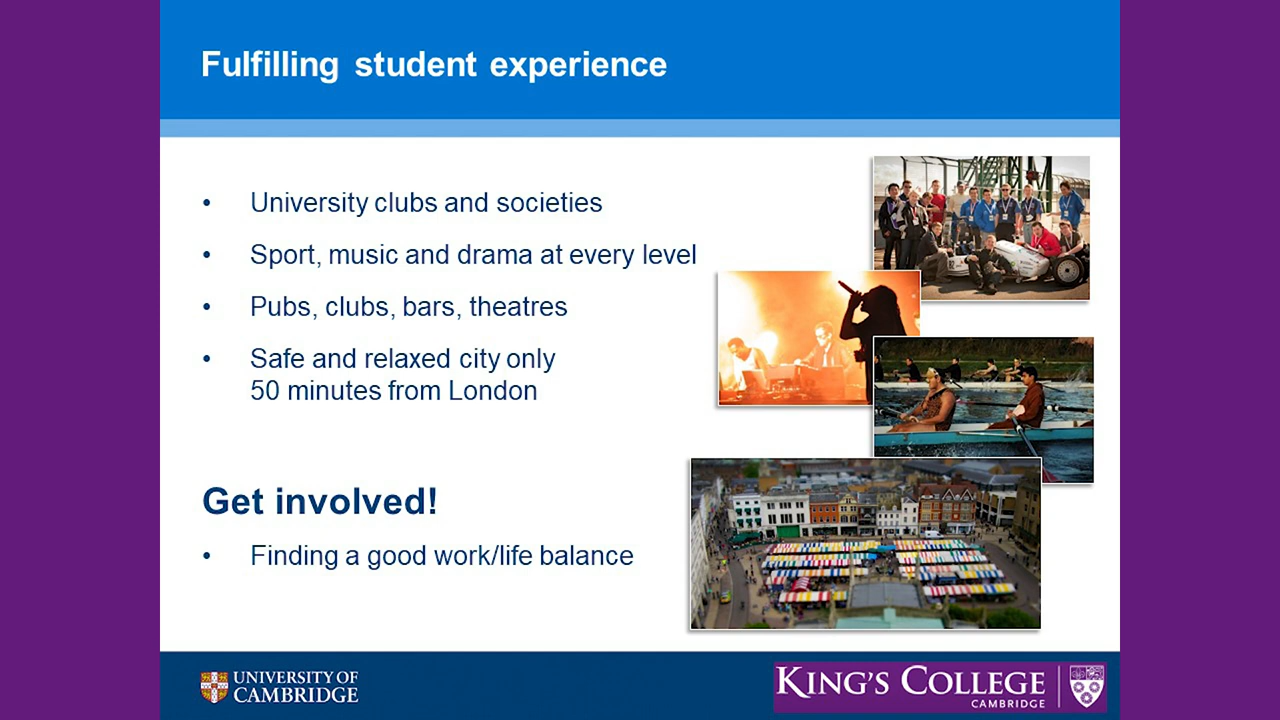 Fulfilling student experience
• University clubs and societies
• Sport, music and drama at every level
• Pubs, clubs, bars, theatres
• Safe and relaxed city only
50 minutes from London
Get involved!
• Finding a good work/life balance
UNIVERSITY OF
CAMBRIDGE
KING'S COLLEGE
CAMBRIDGE